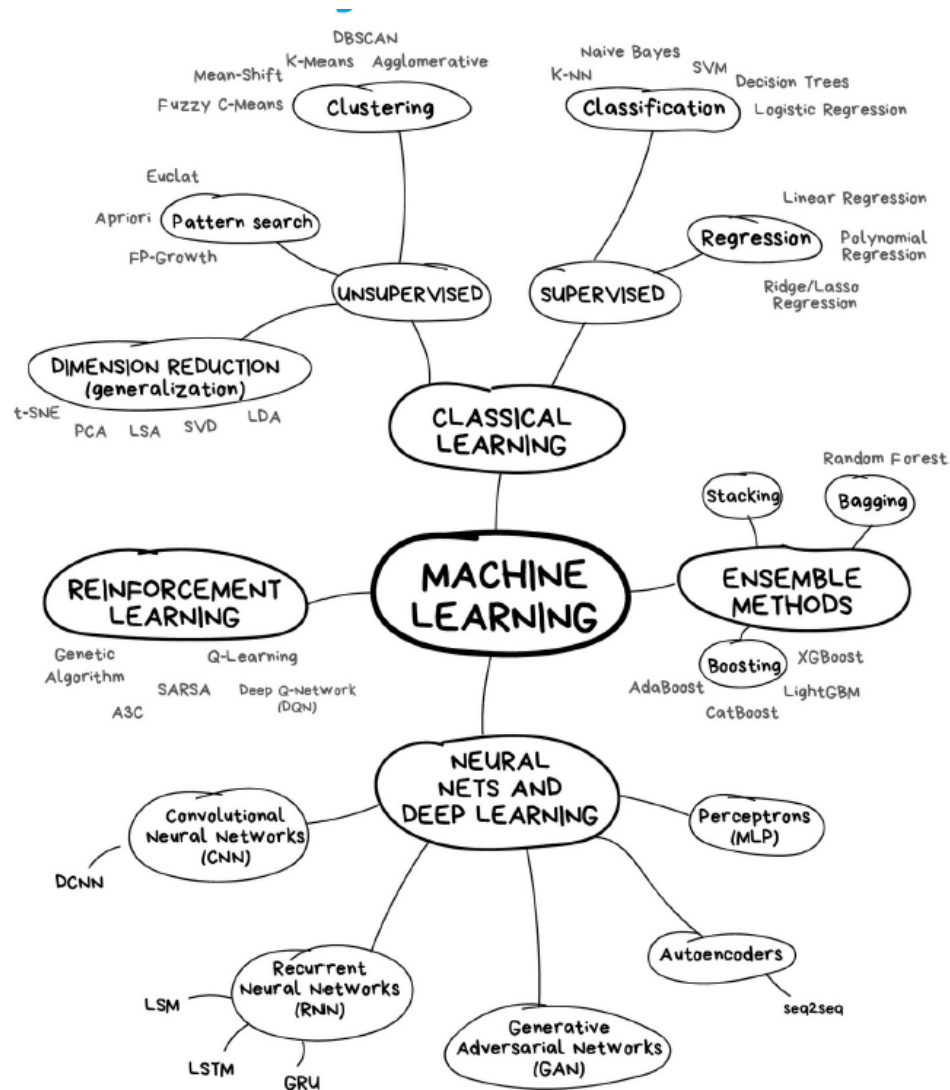 DBSCAN
K-Means
Agglomerative
Mean-Shift
Fuzzy C-Means
Clustering
Naive Bayes
K-NN
SVM
Decision Trees
Classification
Logistic Regression
Euclat
Apriori
Pattern search
FP-Growth
Linear Regression
Regression
Polynomial
Regression
Ridge/Lasso
Regression
UNSUPERVISED
SUPERVISED
DIMENSION REDUCTION
(generalization)
t-SNE
PCA
LSA
SVD
LDA
CLASSICAL
LEARNING
Random Forest
Stacking
Bagging
MACHINE
LEARNING
REINFORCEMENT
LEARNING
ENSEMBLE
METHODS
Genetic
Algorithm
Q-Learning
SARSA
Deep Q-Network
(DQN)
A3C
Boosting
XGBoost
AdaBoost
LightGBM
CatBoost
NEURAL
NETS AND
DEEP LEARNING
Convolutional
Neural Networks
(CNN)
DCNN
Perceptrons
(MLP)
Autoencoders
seq2seq
Recurrent
Neural Networks
(RNN)
LSM
LSTM
GRU
Generative
Adversarial Networks
(GAN)